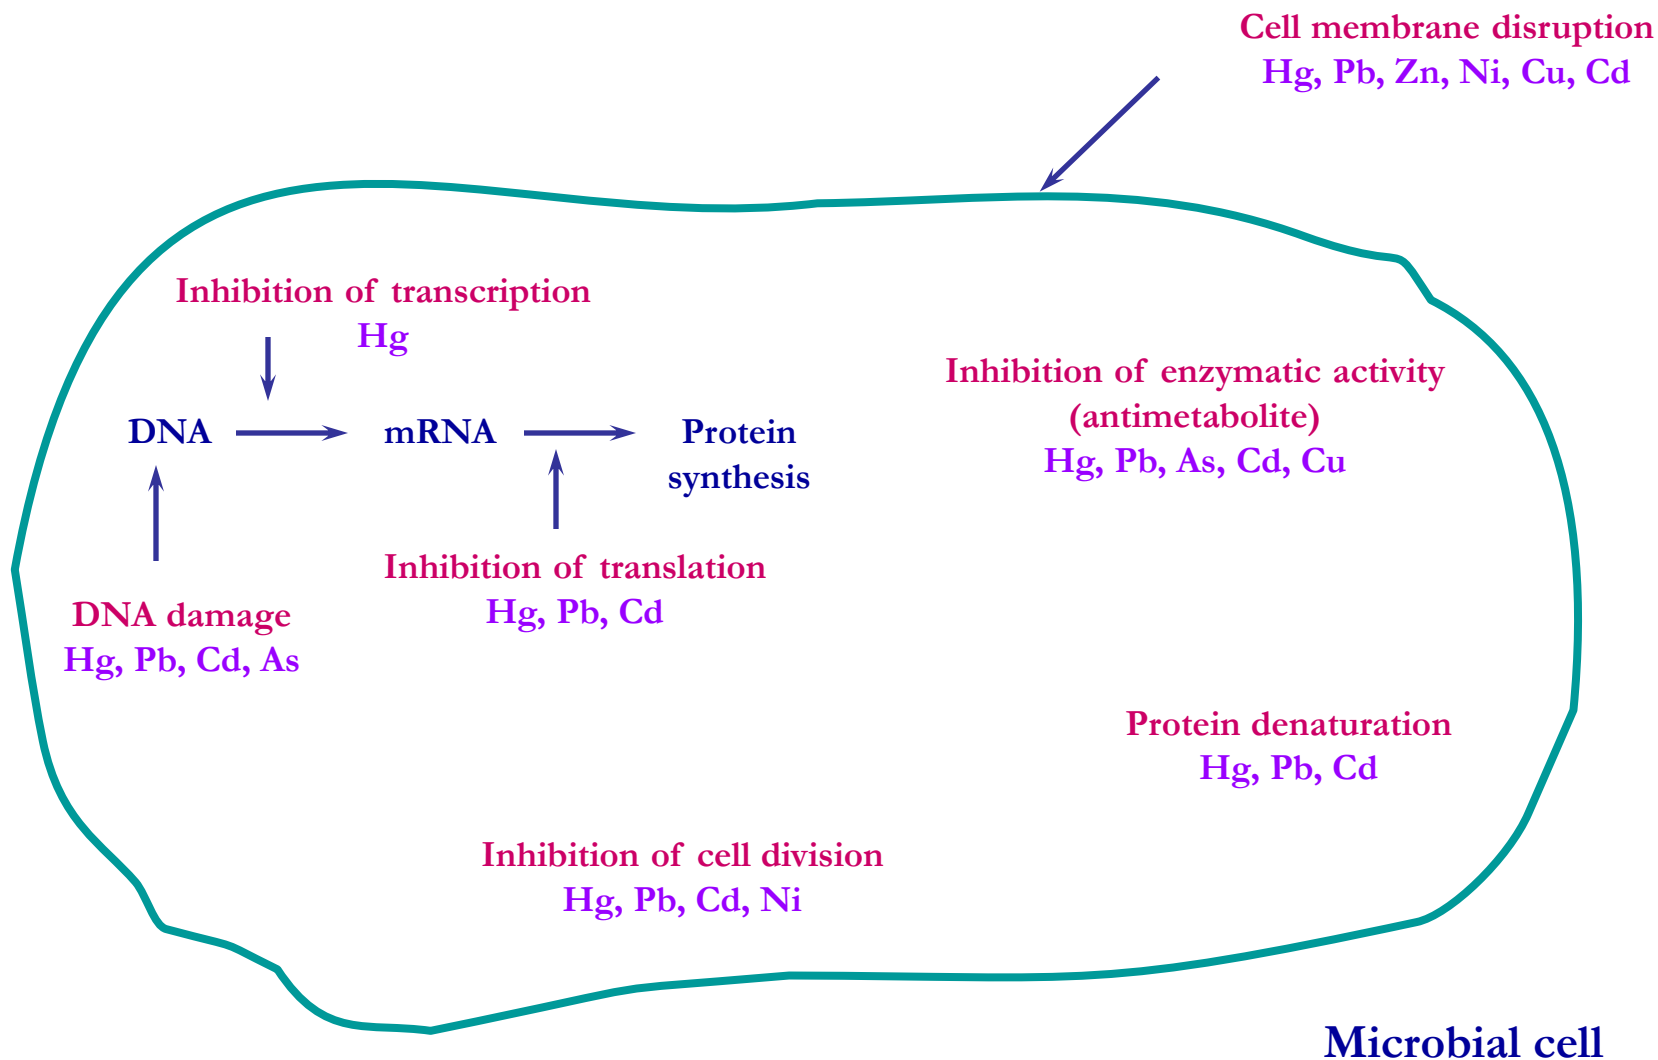 Cell membrane disruption
Hg, Pb, Zn, Ni, Cu, Cd
Inhibition of transcription
Hg
Inhibition of enzymatic activity
(antimetabolite)
Hg, Pb, As, Cd, Cu
DNA
mRNA
Protein
synthesis
Inhibition of translation
Hg, Pb, Cd
DNA damage
Hg, Pb, Cd, As
Protein denaturation
Hg, Pb, Cd
Inhibition of cell division
Hg, Pb, Cd, Ni
Microbial cell